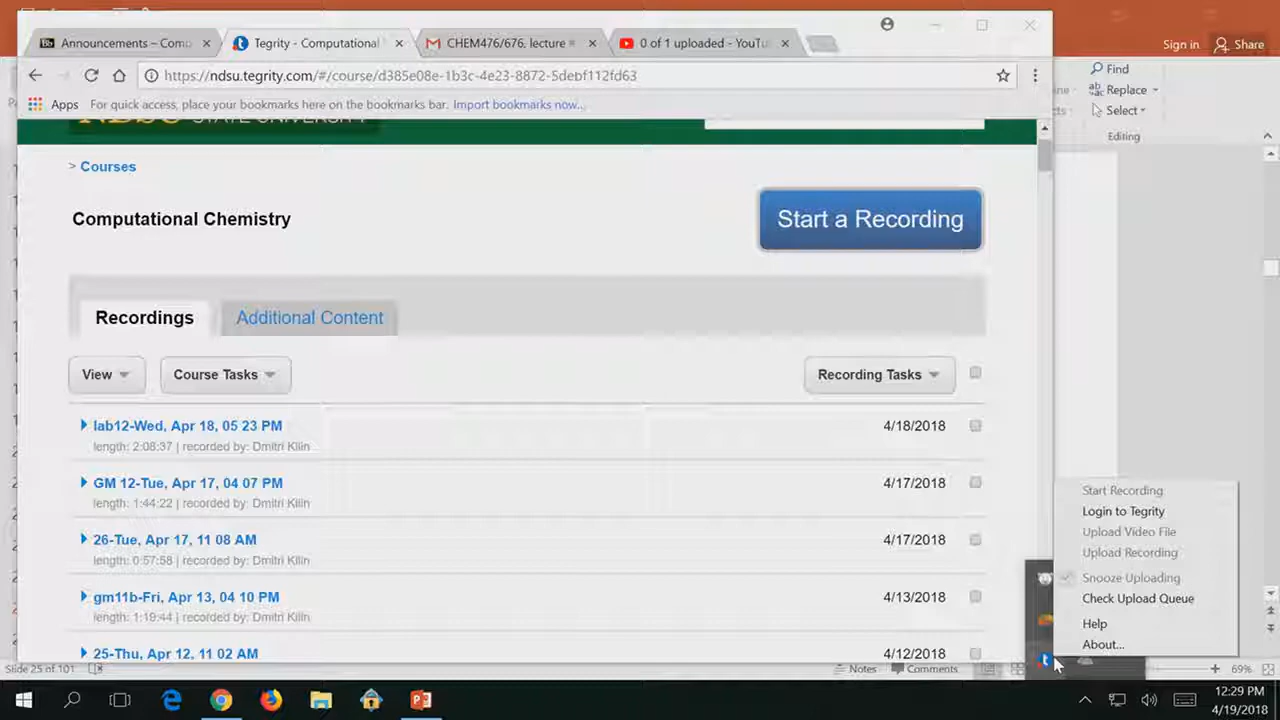 Announcements – Comp
Tegrity - Computational
CHEM476/676, lecture
0 of 1 uploaded - YouTu
Sign in
Share
https://ndsu.tegrity.com/#/course/d385e08e-1b3c-4e23-8872-5debf112fd63
Find
Replace
Select
Editing
Apps
For quick access, place your bookmarks here on the bookmarks bar.
Import bookmarks now...
NDSU STATE UNIVERSITY
> Courses
Computational Chemistry
Start a Recording
Recordings
Additional Content
View
Course Tasks
Recording Tasks
lab12-Wed, Apr 18, 05 23 PM
4/18/2018
length: 2:08:37 | recorded by: Dmitri Kilin
GM 12-Tue, Apr 17, 04 07 PM
4/17/2018
length: 1:44:22 | recorded by: Dmitri Kilin
26-Tue, Apr 17, 11 08 AM
4/17/2018
length: 0:57:58 | recorded by: Dmitri Kilin
gm11b-Fri, Apr 13, 04 10 PM
4/13/2018
length: 1:19:44 | recorded by: Dmitri Kilin
25-Thu, Apr 12, 11 02 AM
4/12/2018
Start Recording
Login to Tegrity
Upload Video File
Upload Recording
Snooze Uploading
Check Upload Queue
Help
About...
Slide 25 of 101
Notes
Comments
69%
12:29 PM
4/19/2018